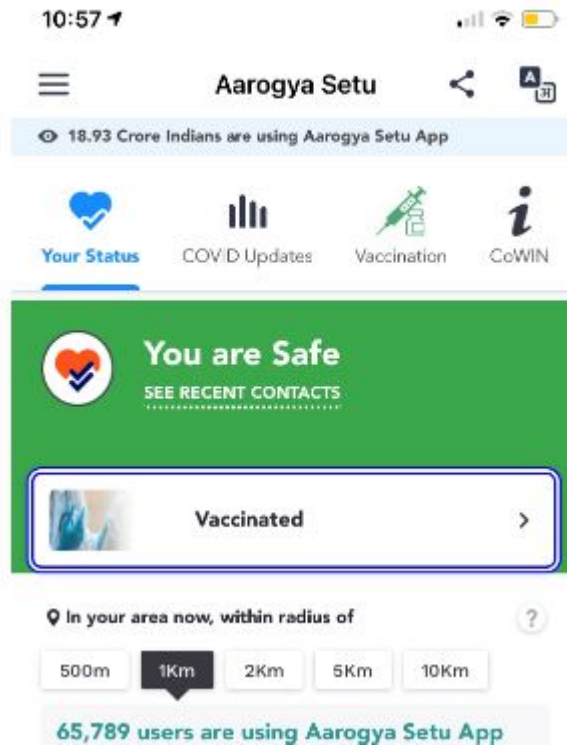 10:57
Aarogya Setu
A अ
18.93 Crore Indians are using Aarogya Setu App
Your Status COVID Updates Vaccination CoWIN
You are Safe
SEE RECENT CONTACTS
Vaccinated
In your area now, within radius of ?
500m 1Km 2Km 5Km 10Km
65,789 users are using Aarogya Setu App